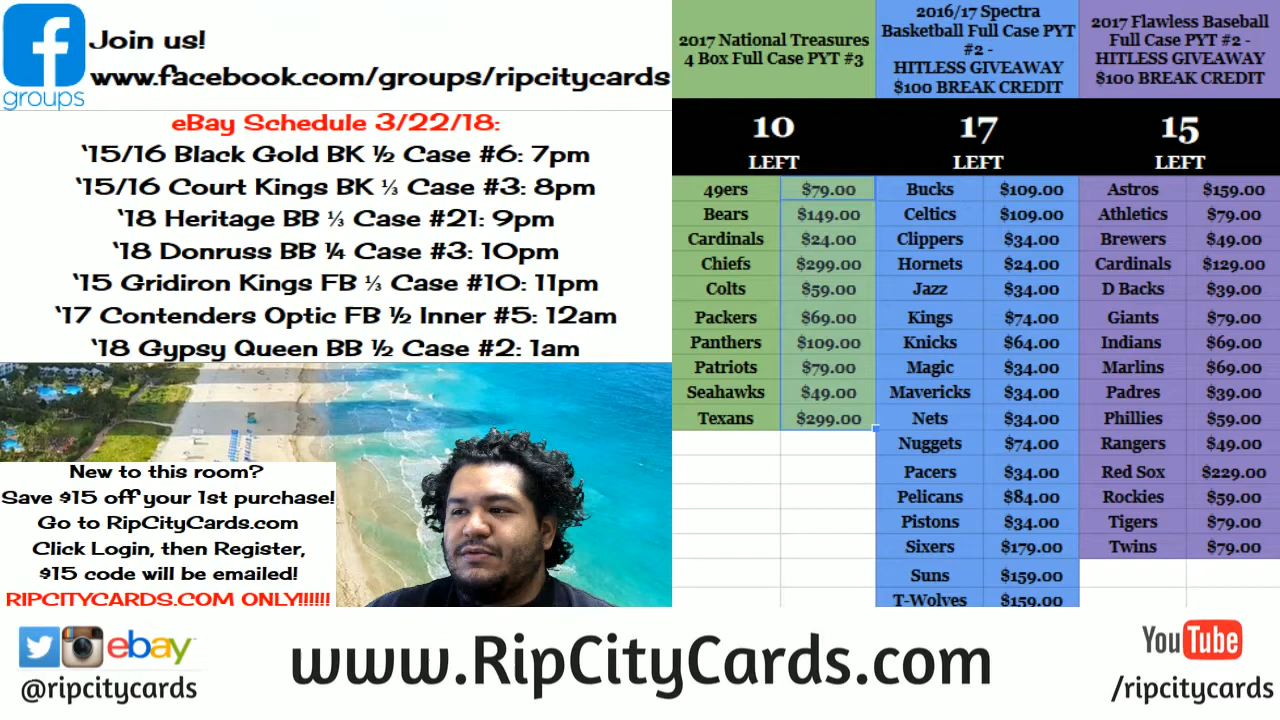 f
groups
Join us!
www.facebook.com/groups/ripcitycards
eBay Schedule 3/22/18:
‘15/16 Black Gold BK ½ Case #6: 7pm
‘15/16 Court Kings BK ⅓ Case #3: 8pm
‘18 Heritage BB ⅓ Case #21: 9pm
‘18 Donruss BB ¼ Case #3: 10pm
‘15 Gridiron Kings FB ⅓ Case #10: 11pm
‘17 Contenders Optic FB ½ Inner #5: 12am
‘18 Gypsy Queen BB ½ Case #2: 1am
New to this room?
Save $15 off your 1st purchase!
Go to RipCityCards.com
Click Login, then Register,
$15 code will be emailed!
RIPCITYCARDS.COM ONLY!!!!!!
2017 National Treasures
4 Box Full Case PYT #3
10
LEFT
49ers $79.00
Bears $149.00
Cardinals $24.00
Chiefs $299.00
Colts $59.00
Packers $69.00
Panthers $109.00
Patriots $79.00
Seahawks $49.00
Texans $299.00
2016/17 Spectra
Basketball Full Case PYT
#2 -
HITLESS GIVEAWAY
$100 BREAK CREDIT
17
LEFT
Bucks $109.00
Celtics $109.00
Clippers $34.00
Hornets $24.00
Jazz $34.00
Kings $74.00
Knicks $64.00
Magic $34.00
Mavericks $34.00
Nets $34.00
Nuggets $74.00
Pacers $34.00
Pelicans $84.00
Pistons $34.00
Sixers $179.00
Suns $159.00
T-Wolves $159.00
2017 Flawless Baseball
Full Case PYT #2 -
HITLESS GIVEAWAY
$100 BREAK CREDIT
15
LEFT
Astros $159.00
Athletics $79.00
Brewers $49.00
Cardinals $129.00
D Backs $39.00
Giants $79.00
Indians $69.00
Marlins $69.00
Padres $39.00
Phillies $59.00
Rangers $49.00
Red Sox $229.00
Rockies $59.00
Tigers $79.00
Twins $79.00
ebay
@ripcitycards
www.RipCityCards.com
YouTube
/ripcitycards